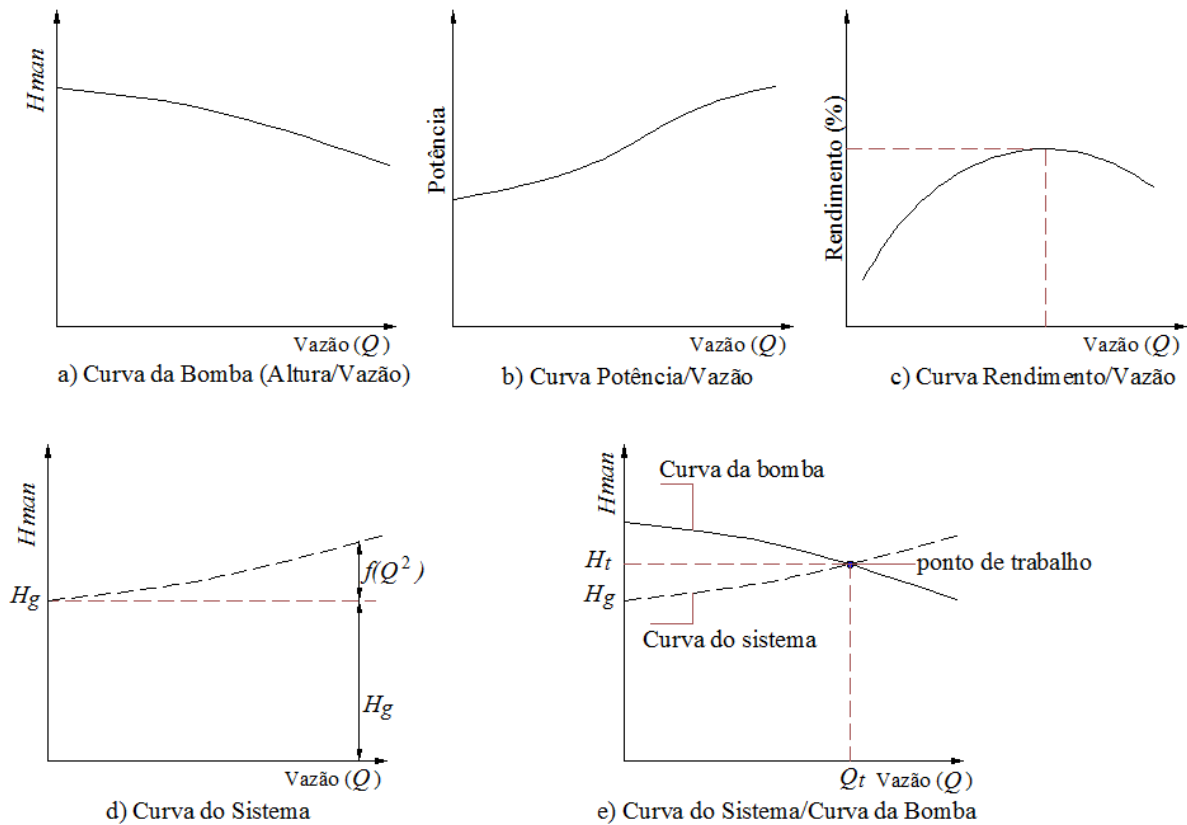 Hman
Vazão (Q)
a) Curva da Bomba (Altura/Vazão)
Potência
Vazão (Q)
b) Curva Potência/Vazão
Rendimento (%)
Vazão (Q)
c) Curva Rendimento/Vazão
Hman
Hg
f(Q²)
Hg
Vazão (Q)
d) Curva do Sistema
Hman
Curva da bomba
Ht
ponto de trabalho
Hg
Curva do sistema
Qt Vazão (Q)
e) Curva do Sistema/Curva da Bomba